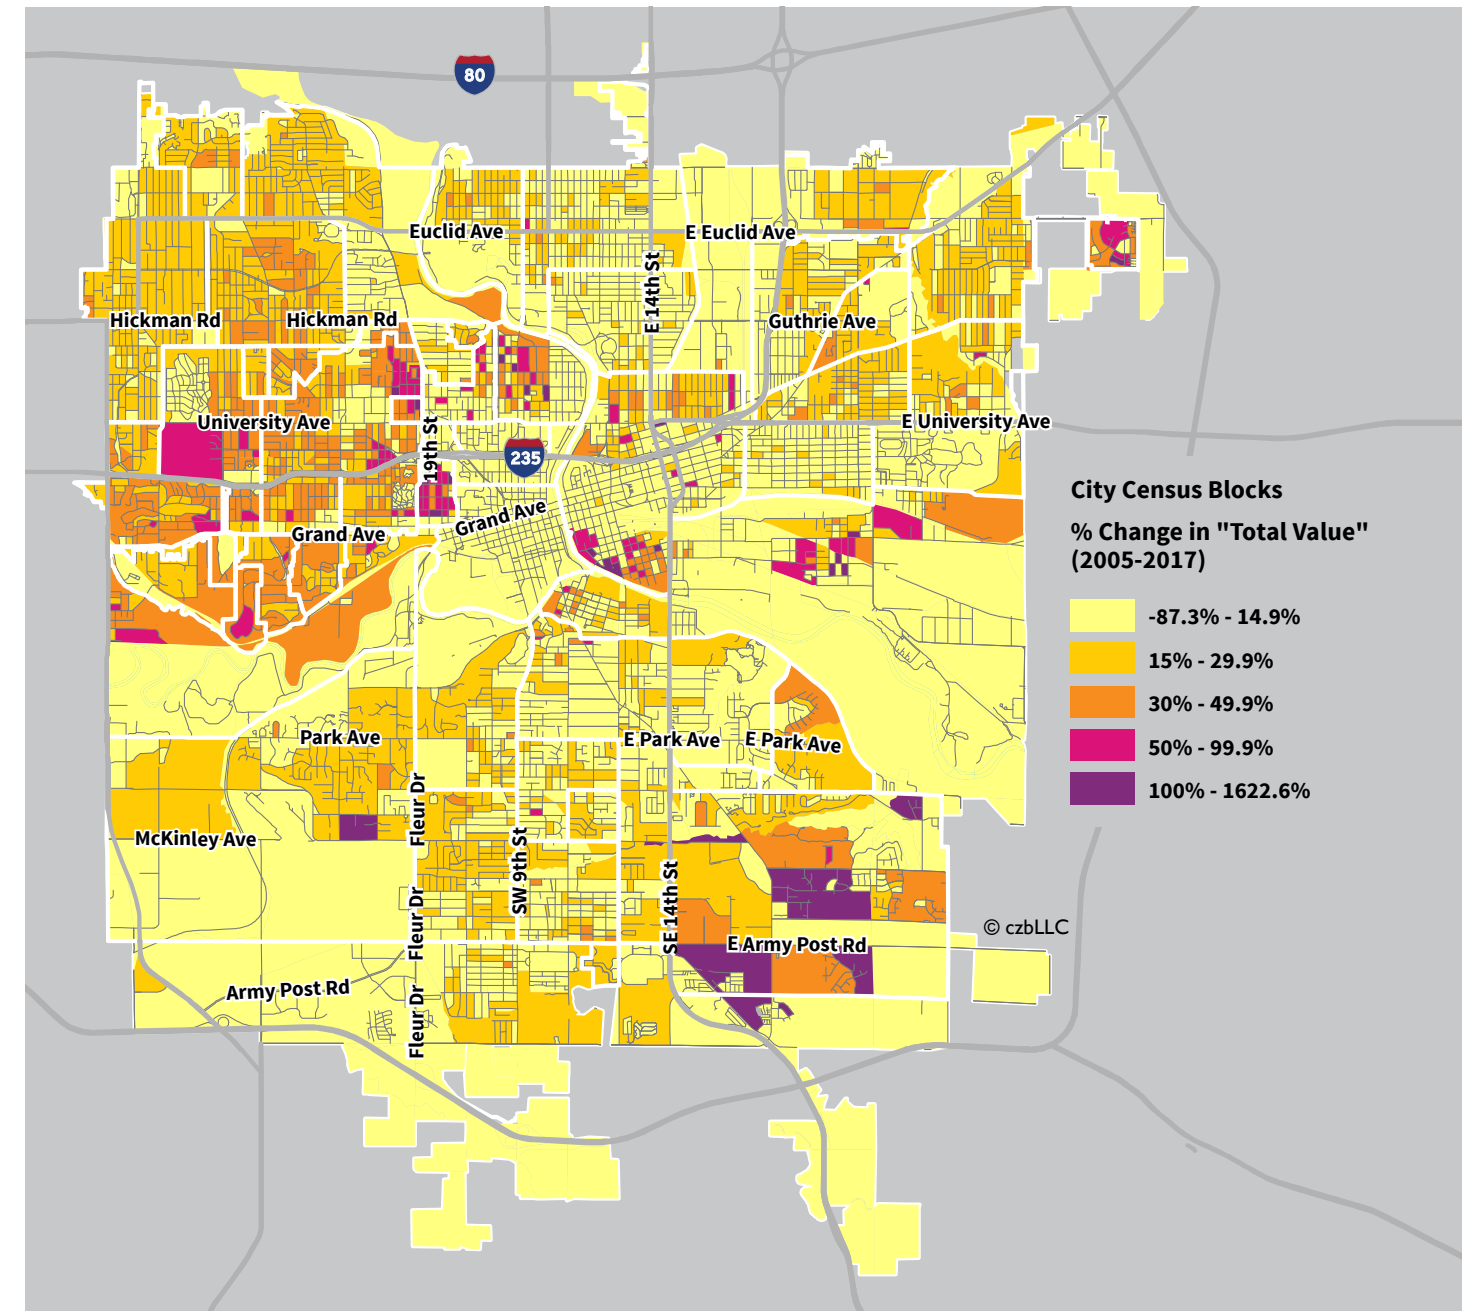 80
Euclid Ave
E Euclid Ave
E 14th St
Hickman Rd
Hickman Rd
Guthrie Ave
University Ave
E University Ave
19th St
235
Grand Ave
Grand Ave
City Census Blocks
% Change in "Total Value"
(2005-2017)
-87.3% - 14.9%
15% - 29.9%
30% - 49.9%
50% - 99.9%
100% - 1622.6%
Park Ave
E Park Ave
E Park Ave
Fleur Dr
McKinley Ave
SW 9th St
Fleur Dr
SE 14th St
© czbLLC
E Army Post Rd
Army Post Rd
Fleur Dr